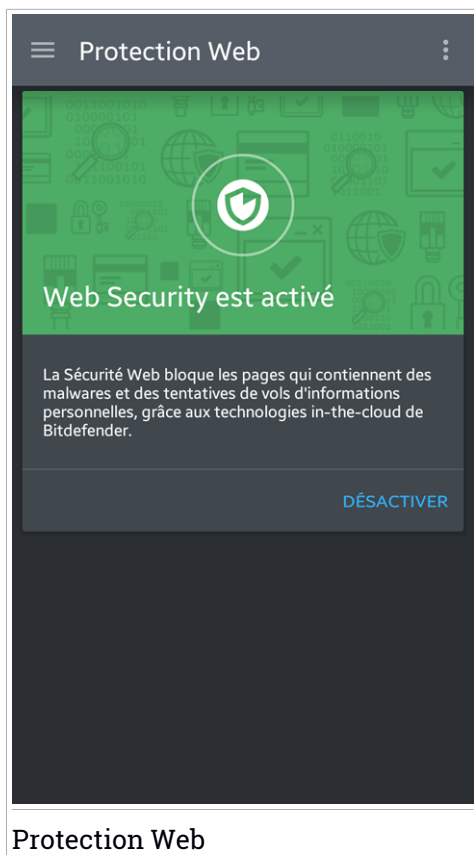 Protection Web
Web Security est activé
La Sécurité Web bloque les pages qui contiennent des
malwares et des tentatives de vols d'informations
personnelles, grâce aux technologies in-the-cloud de
Bitdefender.
DÉSACTIVER
Protection Web